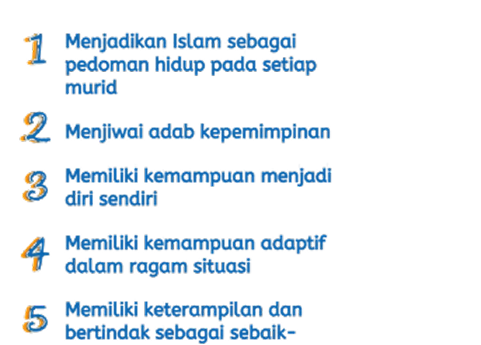 1 Menjadikan Islam sebagai
pedoman hidup pada setiap
murid
2 Menjiwai adab kepemimpinan
3 Memiliki kemampuan menjadi
diri sendiri
4 Memiliki kemampuan adaptif
dalam ragam situasi
5 Memiliki keterampilan dan
bertindak sebagai sebaik-